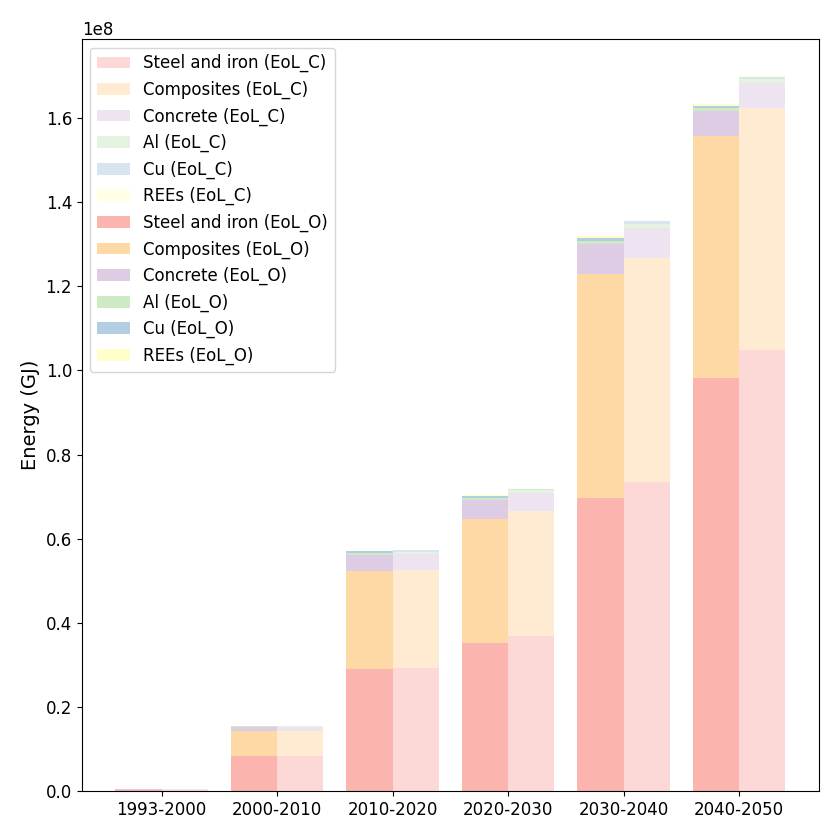 1e8
Steel and iron (EoL_C)
Composites (EoL_C)
Concrete (EoL_C)
Al (EoL_C)
Cu (EoL_C)
REEs (EoL_C)
Steel and iron (EoL_O)
Composites (EoL_O)
Concrete (EoL_O)
Al (EoL_O)
Cu (EoL_O)
REEs (EoL_O)
Energy (GJ)
1.6
1.4
1.2
1.0
0.8
0.6
0.4
0.2
0.0
1993-2000 2000-2010 2010-2020 2020-2030 2030-2040 2040-2050